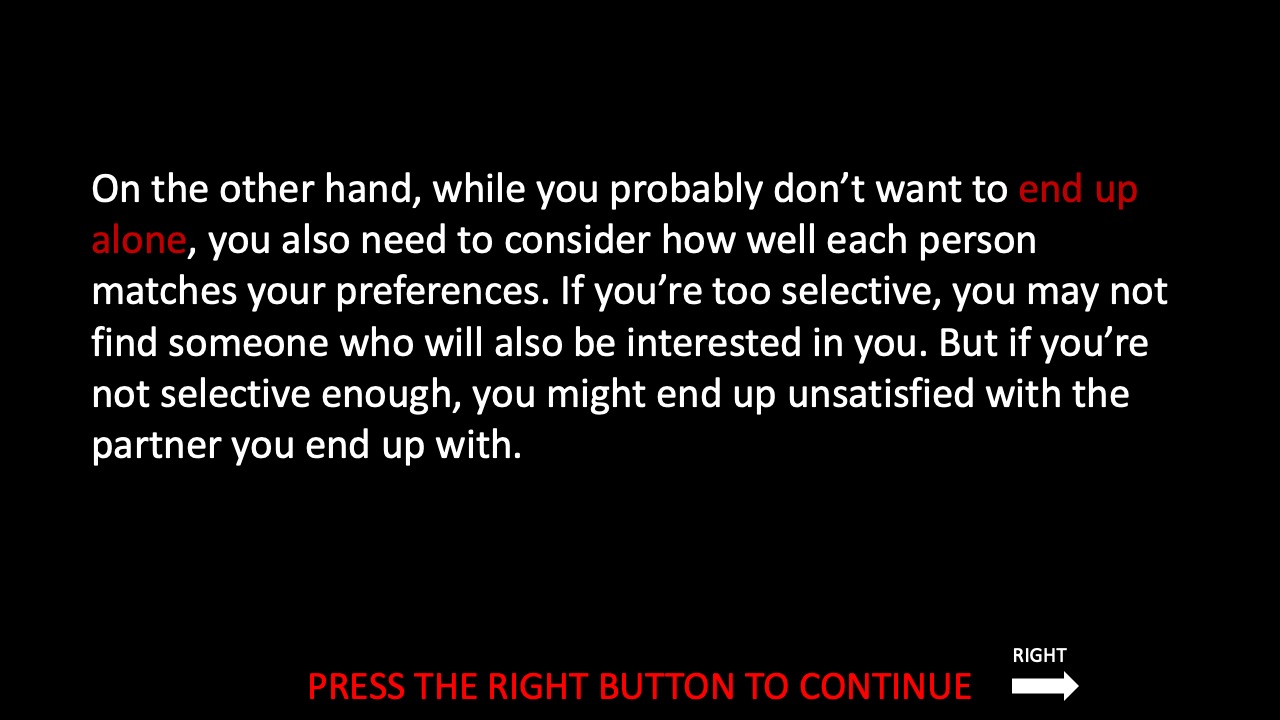 On the other hand, while you probably don’t want to end up
alone, you also need to consider how well each person
matches your preferences. If you’re too selective, you may not
find someone who will also be interested in you. But if you’re
not selective enough, you might end up unsatisfied with the
partner you end up with.
RIGHT
PRESS THE RIGHT BUTTON TO CONTINUE